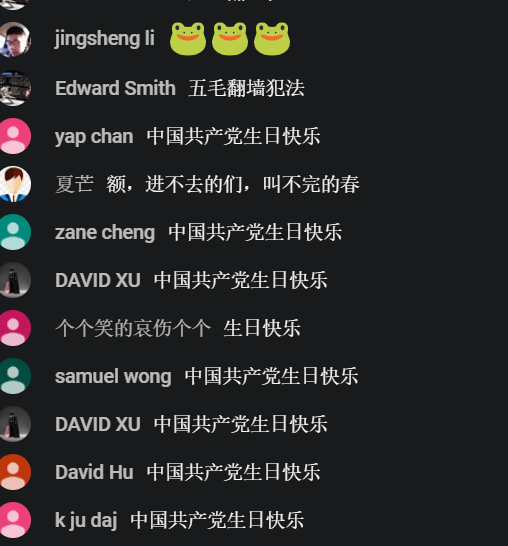 jingsheng li 🐸🐸🐸
Edward Smith 五毛翻墙犯法
yap chan 中国共产党生日快乐
夏芒 额，进不去的们，叫不完的春
zane cheng 中国共产党生日快乐
DAVID XU 中国共产党生日快乐
个个笑的哀伤个个 生日快乐
samuel wong 中国共产党生日快乐
DAVID XU 中国共产党生日快乐
David Hu 中国共产党生日快乐
k ju daj 中国共产党生日快乐